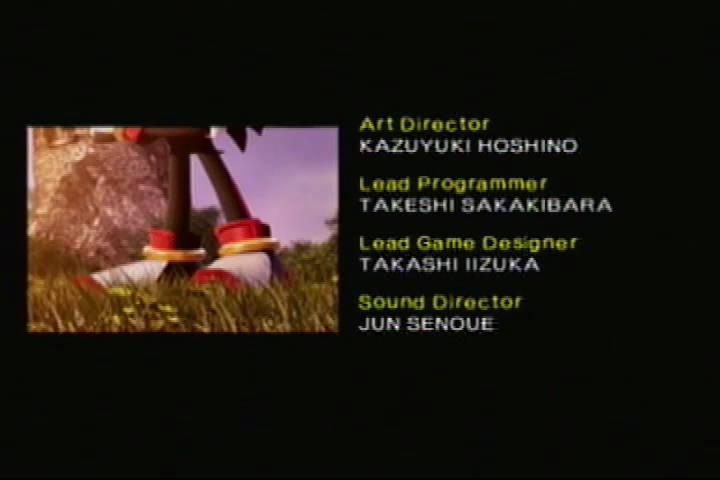 Art Director
KAZUYUKI HOSHINO
Lead Programmer
TAKESHI SAKAKIBARA
Lead Game Designer
TAKASHI IIZUKA
Sound Director
JUN SENOUE